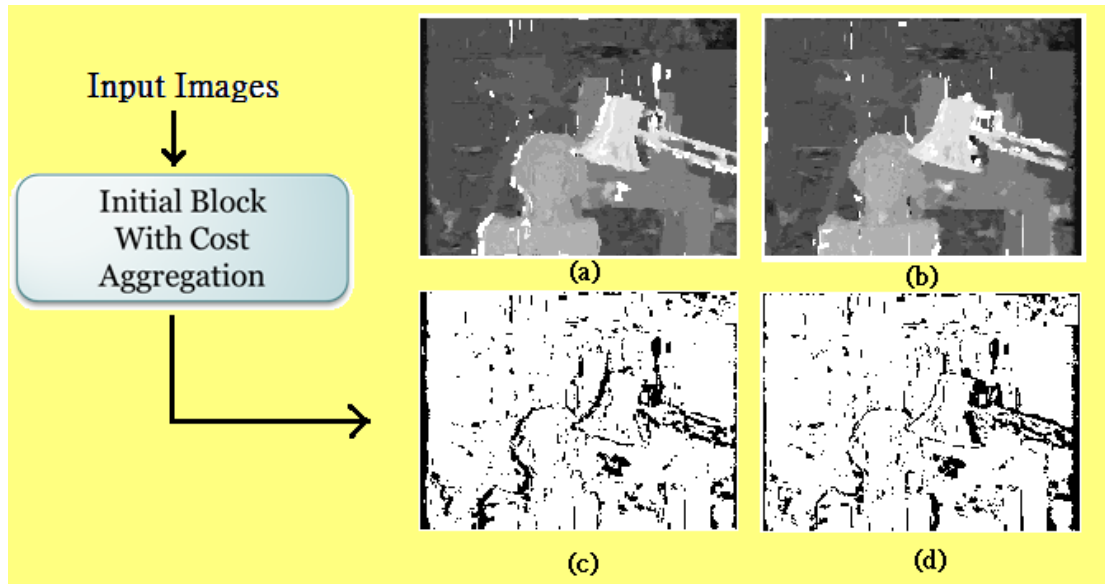 Input Images
Initial Block
With Cost
Aggregation
(a)
(b)
(c)
(d)